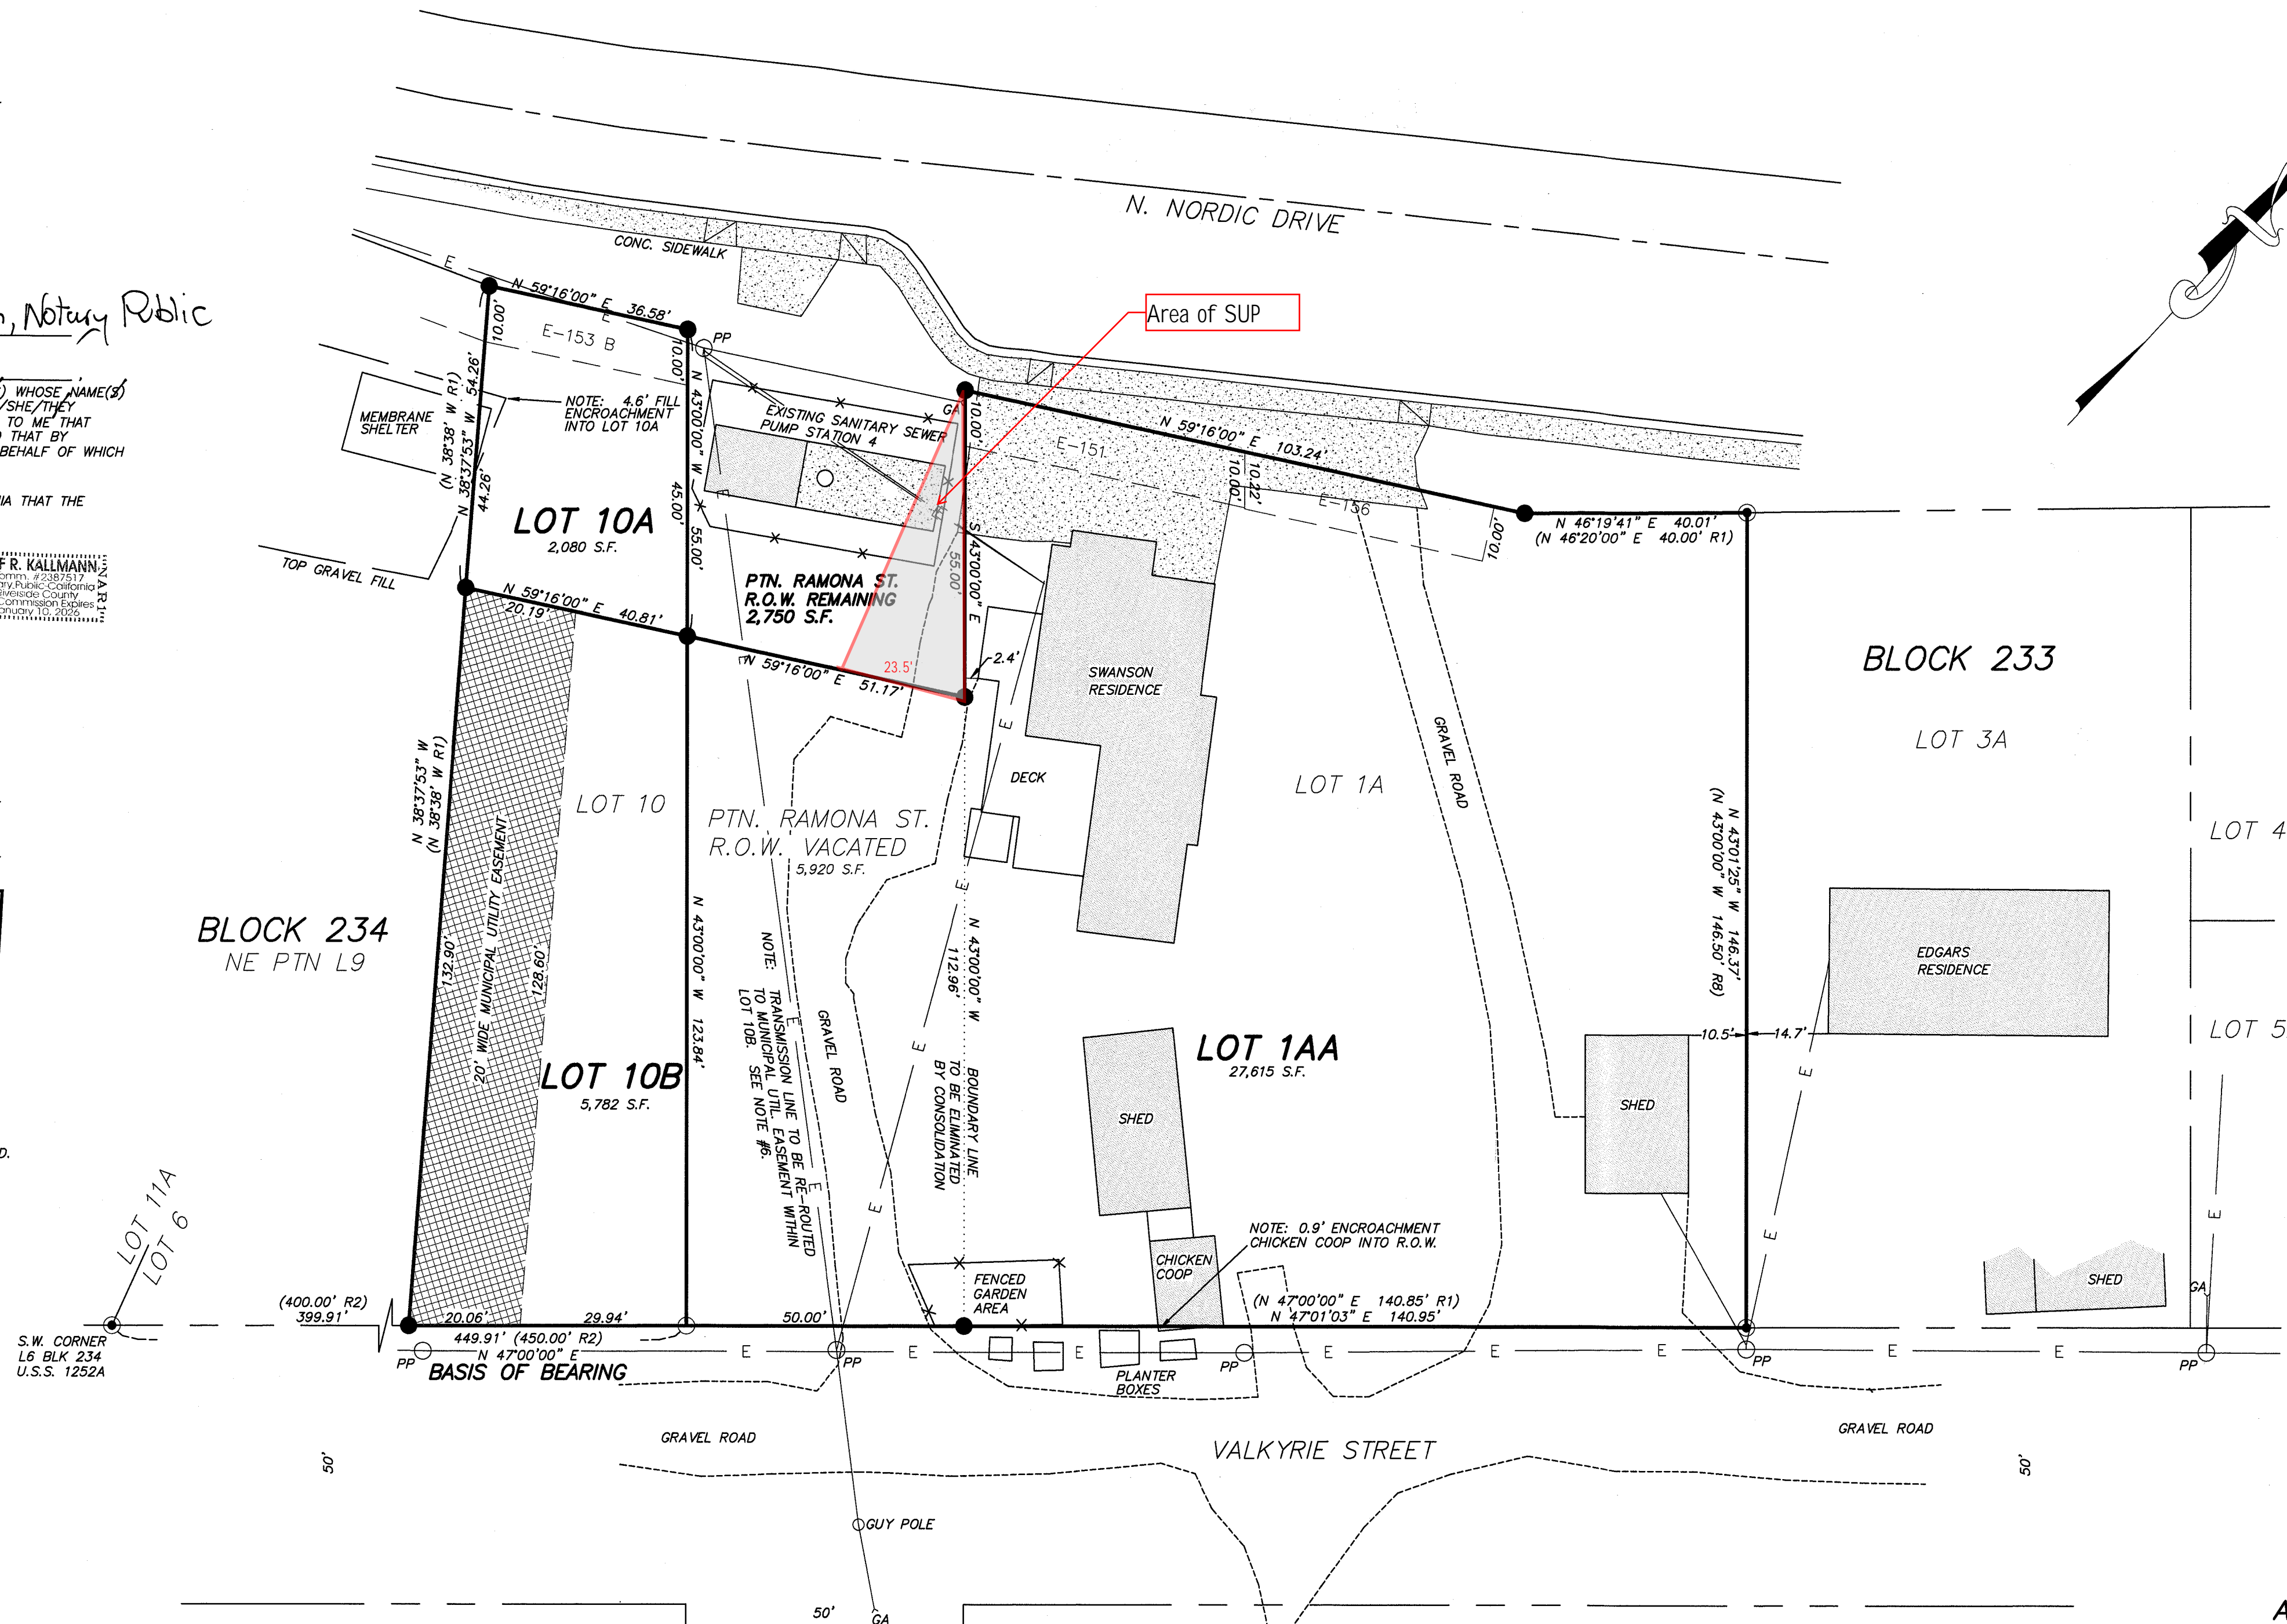 N. NORDIC DRIVE
CONC. SIDEWALK
Area of SUP
Notary Public
WHOSE NAME(S)
/SHE/THEY
TO ME THAT
THAT BY
BEHALF OF WHICH
THAT THE
F R. KALLMANN
Comm. #2387517
Notary Public-California
Riverside County
Commission Expires
January 10, 2026
E
N 59°16'00" E 36.58'
E
E-153 B
10.00'
10.00'
PP
MEMBRANE
SHELTER
NOTE: 4.6' FILL
ENCROACHMENT
INTO LOT 10A
(N 38°38' W R1)
N 38°37'53" W 54.26'
44.26'
TOP GRAVEL FILL
LOT 10A
2,080 S.F.
N 43°00'00" W 55.00'
45.00'
EXISTING SANITARY SEWER
PUMP STATION 4
GA
10.00'
E-151
N 59°16'00" E 103.24'
10.22'
10.00'
E-156
10.00'
N 46°19'41" E 40.01'
(N 46°20'00" E 40.00' R1)
S 43°00'00" E
55.00'
PTN. RAMONA ST.
R.O.W. REMAINING
2,750 S.F.
N 59°16'00" E 40.81'
20.19'
N 59°16'00" E 51.17'
23.5'
2.4'
SWANSON
RESIDENCE
DECK
E
GRAVEL ROAD
BLOCK 233
LOT 3A
LOT 1A
LOT 4
LOT 10
PTN. RAMONA ST.
R.O.W. VACATED
5,920 S.F.
N 38°37'53" W
(N 38°38' W R1)
132.90'
20' WIDE MUNICIPAL UTILITY EASEMENT
128.60'
BLOCK 234
NE PTN L9
N 43°00'00" W 123.84'
NOTE: TRANSMISSION LINE TO BE RE-ROUTED
TO MUNICIPAL UTIL. EASEMENT WITHIN
LOT 10B. SEE NOTE #6.
GRAVEL ROAD
E
E
E
N 43°00'00" W
112.96'
BOUNDARY LINE
TO BE ELIMINATED
BY CONSOLIDATION
N 43°01'25" W 146.37'
(N 43°00'00" W 146.50' R8)
EDGARS
RESIDENCE
LOT 5
LOT 10B
5,782 S.F.
LOT 1AA
27,615 S.F.
10.5'
14.7'
SHED
SHED
E
E
E
E
LOT 11A
LOT 6
NOTE: 0.9' ENCROACHMENT
CHICKEN COOP INTO R.O.W.
CHICKEN
COOP
FENCED
GARDEN
AREA
SHED
GA
(400.00' R2)
399.91'
20.06'
29.94'
50.00'
(N 47°00'00" E 140.85' R1)
N 47°01'03" E 140.95'
S.W. CORNER
L6 BLK 234
U.S.S. 1252A
449.91' (450.00' R2)
N 47°00'00" E
BASIS OF BEARING
PP
E
PP
E
E
PP
E
E
E
PP
E
E
PP
PLANTER
BOXES
GRAVEL ROAD
VALKYRIE STREET
GRAVEL ROAD
50'
50'
GUY POLE
50'
GA